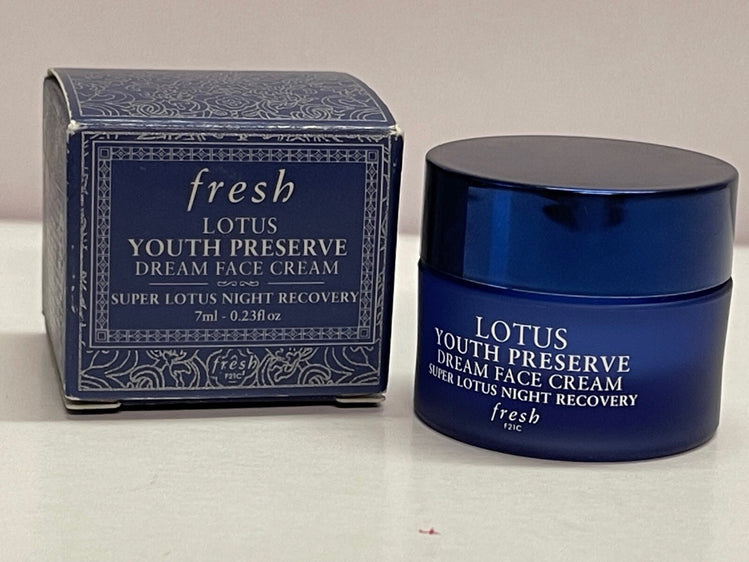 fresh
LOTUS
YOUTH PRESERVE
DREAM FACE CREAM
SUPER LOTUS NIGHT RECOVERY
7ml - 0.23fl oz
fresh
F21C
LOTUS
YOUTH PRESERVE
DREAM FACE CREAM
SUPER LOTUS NIGHT RECOVERY
fresh
F21C